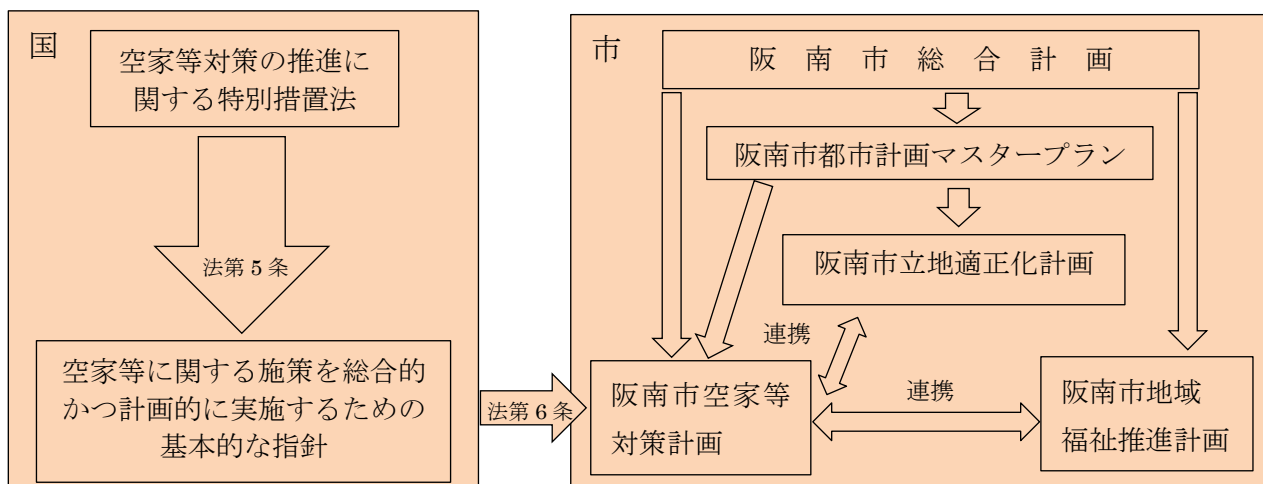 国
空家等対策の推進に
関する特別措置法
法第5条
空家等に関する施策を総合的
かつ計画的に実施するための
基本的な指針
法第6条
市
阪南市総合計画
阪南市都市計画マスタープラン
阪南市立地適正化計画
連携
阪南市空家等
対策計画
連携
阪南市地域
福祉推進計画